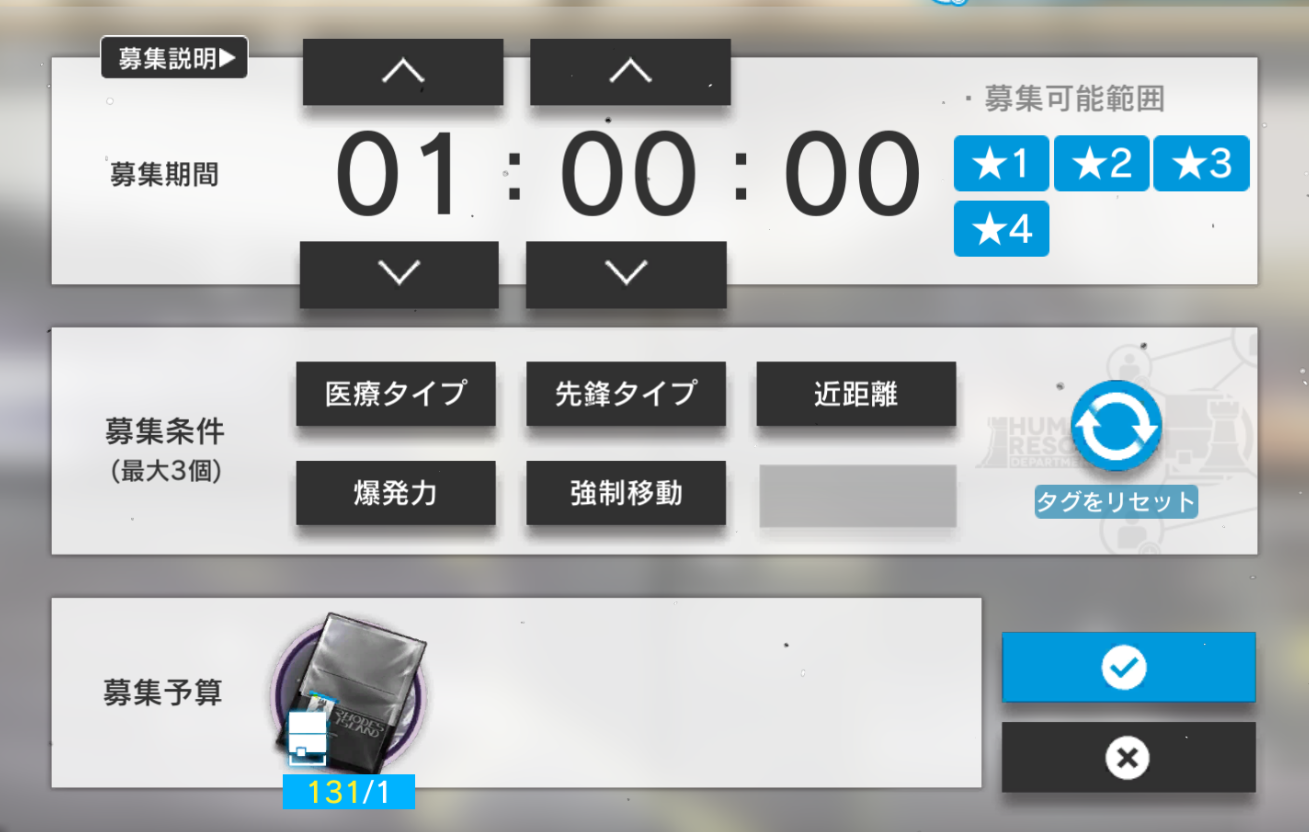 募集説明▶
募集期間
01:00:00
・募集可能範囲
★1 ★2 ★3
★4
募集条件
(最大3個)
医療タイプ 先鋒タイプ 近距離
爆発力 強制移動
タグをリセット
募集予算
RHODES
ISLAND
131/1